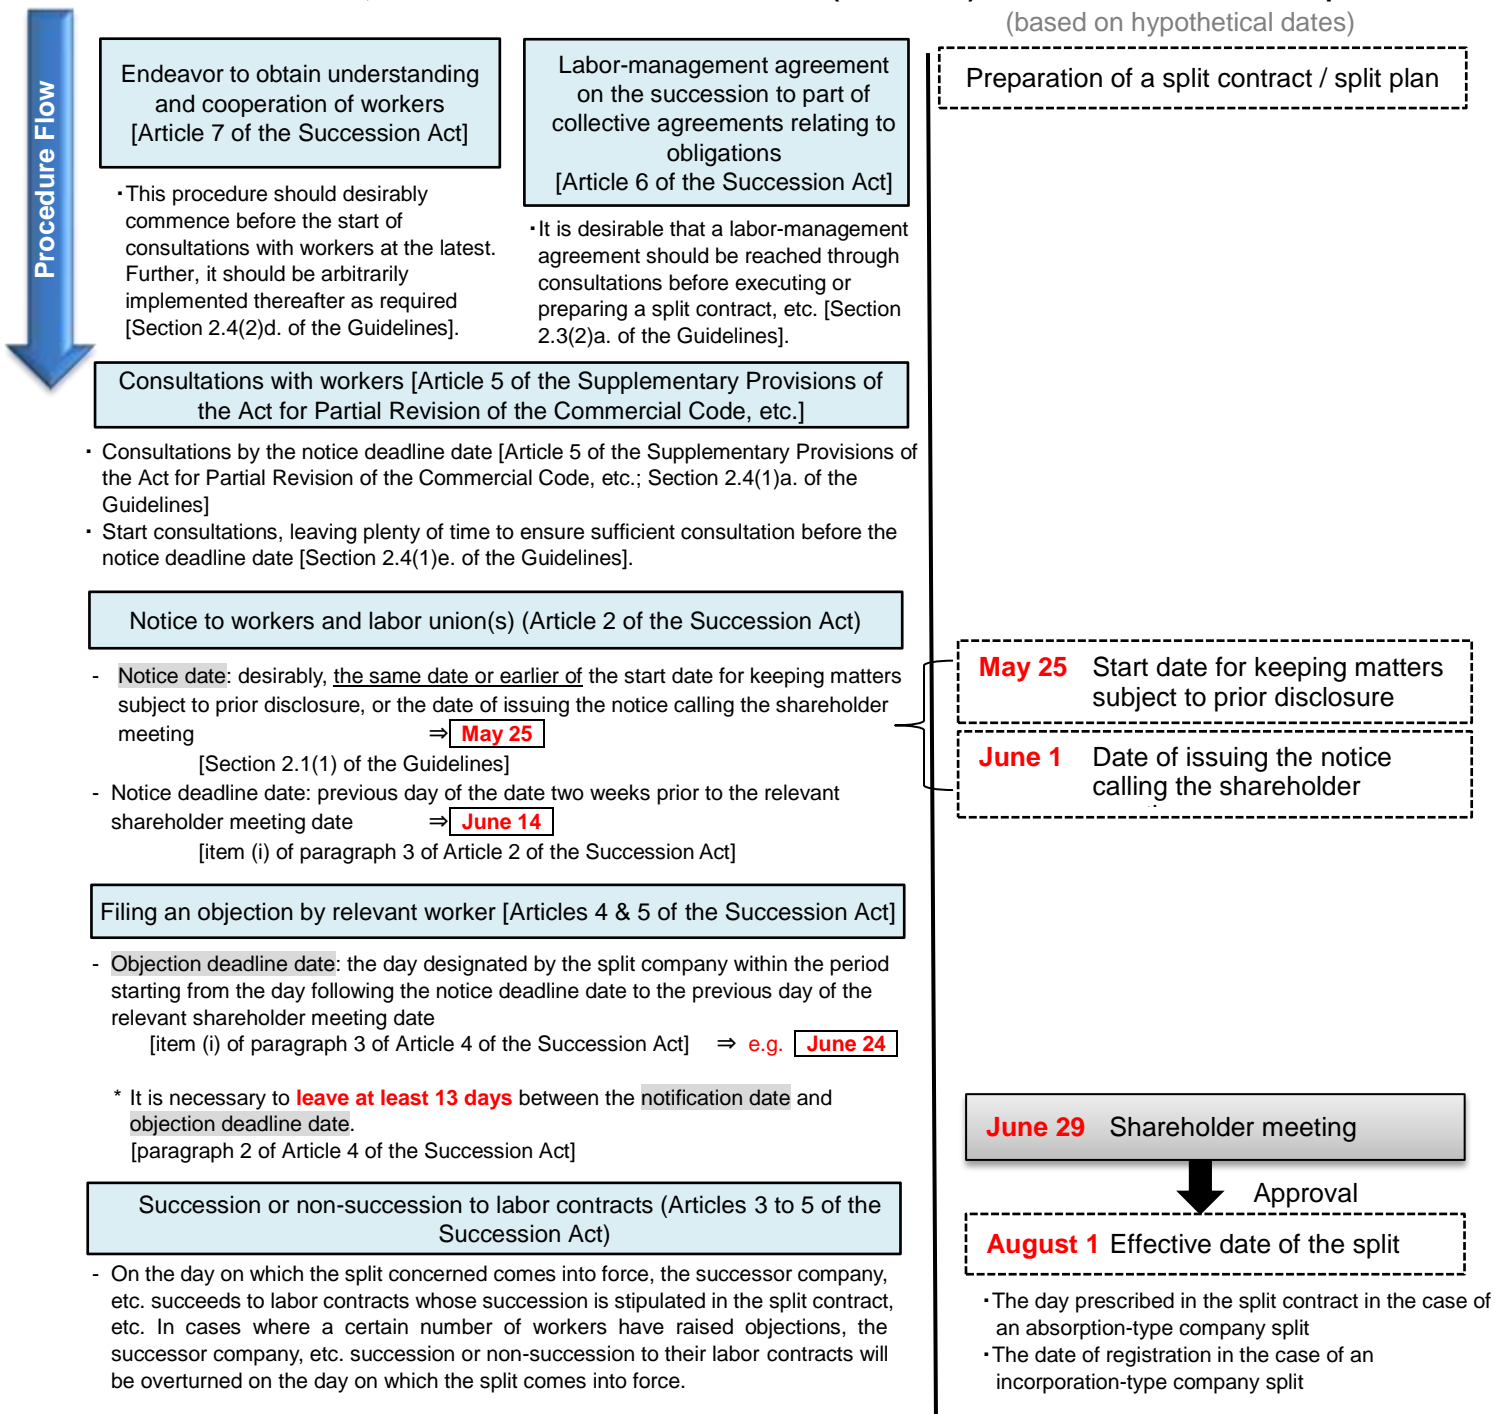 (based on hypothetical dates)
Procedure Flow
Endeavor to obtain understanding
and cooperation of workers
[Article 7 of the Succession Act]
・This procedure should desirably
commence before the start of
consultations with workers at the latest.
Further, it should be arbitrarily
implemented thereafter as required
[Section 2.4(2)d. of the Guidelines].
Labor-management agreement
on the succession to part of
collective agreements relating to
obligations
[Article 6 of the Succession Act]
・It is desirable that a labor-management
agreement should be reached through
consultations before executing or
preparing a split contract, etc. [Section
2.3(2)a. of the Guidelines].
Preparation of a split contract / split plan
Consultations with workers [Article 5 of the Supplementary Provisions of
the Act for Partial Revision of the Commercial Code, etc.]
・ Consultations by the notice deadline date [Article 5 of the Supplementary Provisions of
the Act for Partial Revision of the Commercial Code, etc.; Section 2.4(1)a. of the
Guidelines]
・ Start consultations, leaving plenty of time to ensure sufficient consultation before the
notice deadline date [Section 2.4(1)e. of the Guidelines].
Notice to workers and labor union(s) (Article 2 of the Succession Act)
- Notice date: desirably, the same date or earlier of the start date for keeping matters
subject to prior disclosure, or the date of issuing the notice calling the shareholder
meeting ⇒ May 25
[Section 2.1(1) of the Guidelines]
- Notice deadline date: previous day of the date two weeks prior to the relevant
shareholder meeting date ⇒ June 14
[item (i) of paragraph 3 of Article 2 of the Succession Act]
May 25 Start date for keeping matters
subject to prior disclosure
June 1 Date of issuing the notice
calling the shareholder
Filing an objection by relevant worker [Articles 4 & 5 of the Succession Act]
- Objection deadline date: the day designated by the split company within the period
starting from the day following the notice deadline date to the previous day of the
relevant shareholder meeting date
[item (i) of paragraph 3 of Article 4 of the Succession Act] ⇒ e.g. June 24
* It is necessary to leave at least 13 days between the notification date and
objection deadline date.
[paragraph 2 of Article 4 of the Succession Act]
June 29 Shareholder meeting
Approval
August 1 Effective date of the split
・The day prescribed in the split contract in the case of
an absorption-type company split
・The date of registration in the case of an
incorporation-type company split
Succession or non-succession to labor contracts (Articles 3 to 5 of the
Succession Act)
- On the day on which the split concerned comes into force, the successor company,
etc. succeeds to labor contracts whose succession is stipulated in the split contract,
etc. In cases where a certain number of workers have raised objections, the
successor company, etc. succession or non-succession to their labor contracts will
be overturned on the day on which the split comes into force.